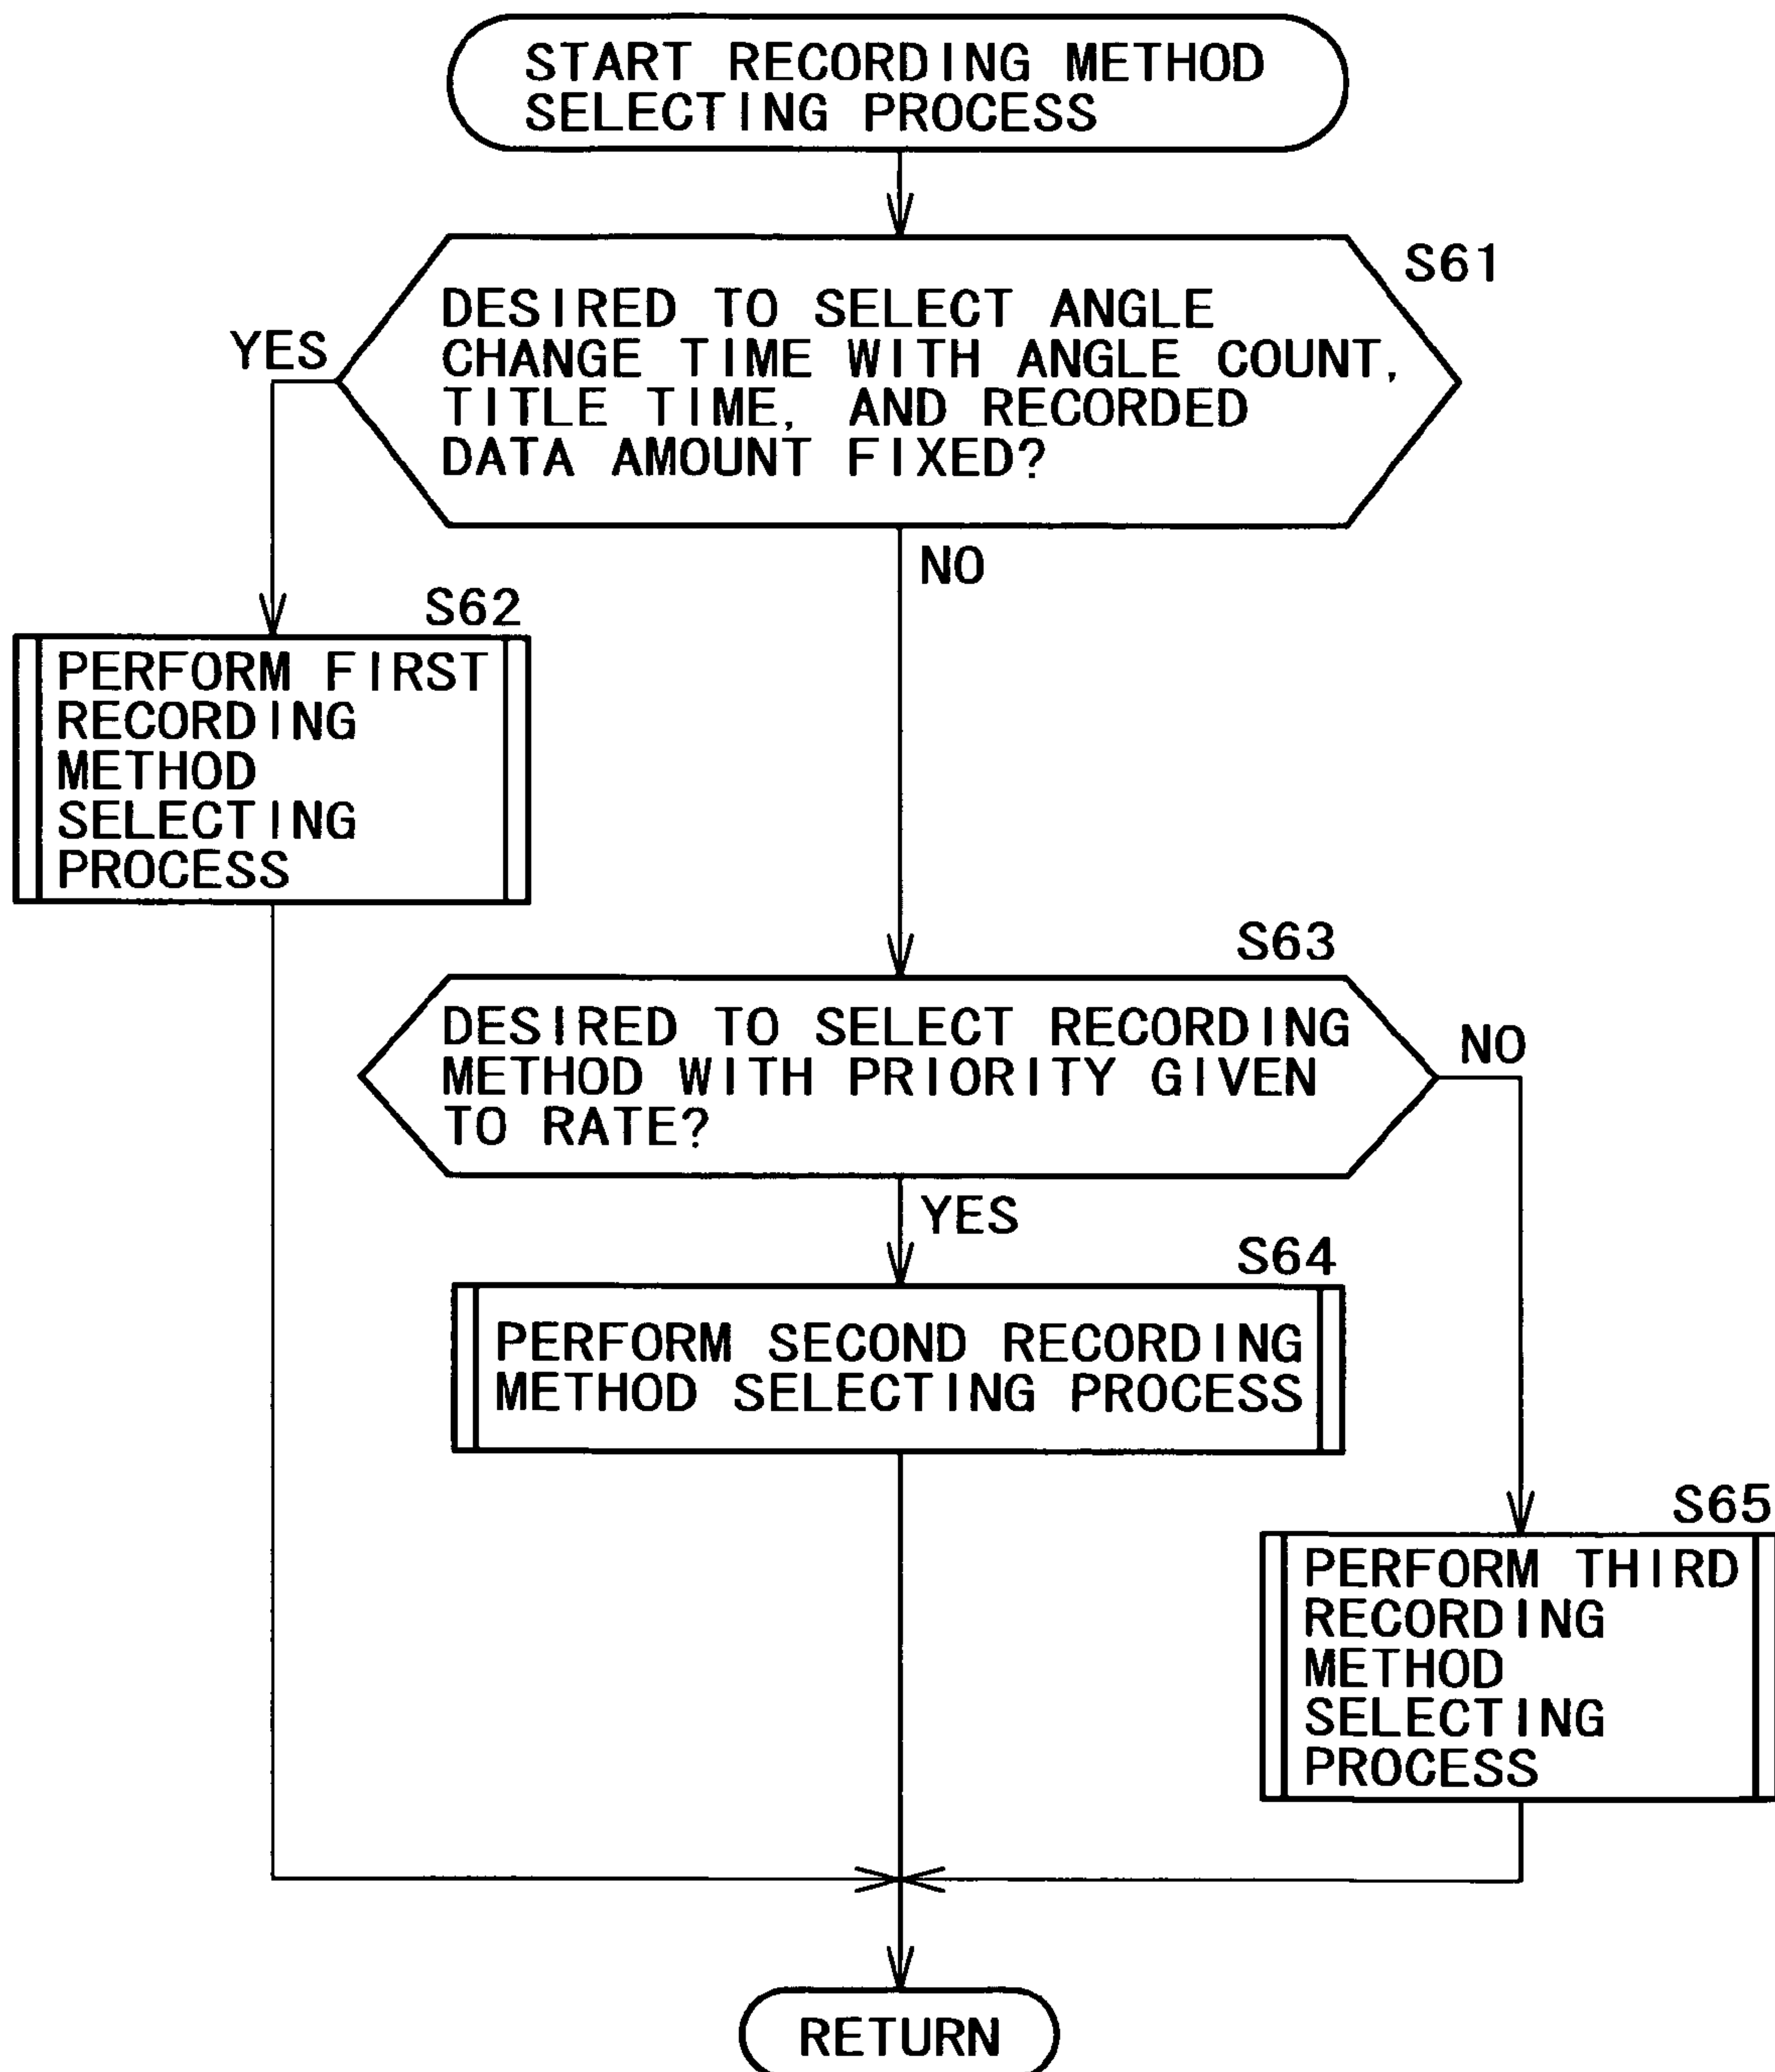 START RECORDING METHOD
SELECTING PROCESS
S61
DESIRED TO SELECT ANGLE
CHANGE TIME WITH ANGLE COUNT,
TITLE TIME, AND RECORDED
DATA AMOUNT FIXED?
YES
NO
S62
PERFORM FIRST
RECORDING
METHOD
SELECTING
PROCESS
S63
DESIRED TO SELECT RECORDING
METHOD WITH PRIORITY GIVEN
TO RATE?
NO
YES
S64
PERFORM SECOND RECORDING
METHOD SELECTING PROCESS
S65
PERFORM THIRD
RECORDING
METHOD
SELECTING
PROCESS
RETURN